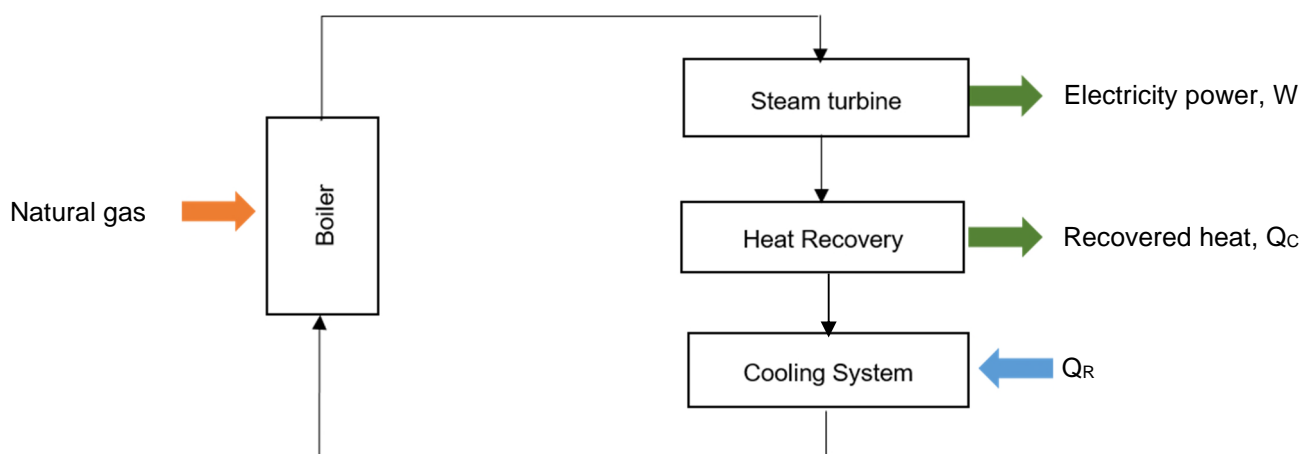 Steam turbine
Electricity power, W
Natural gas
Boiler
Heat Recovery
Recovered heat, QC
Cooling System
QR